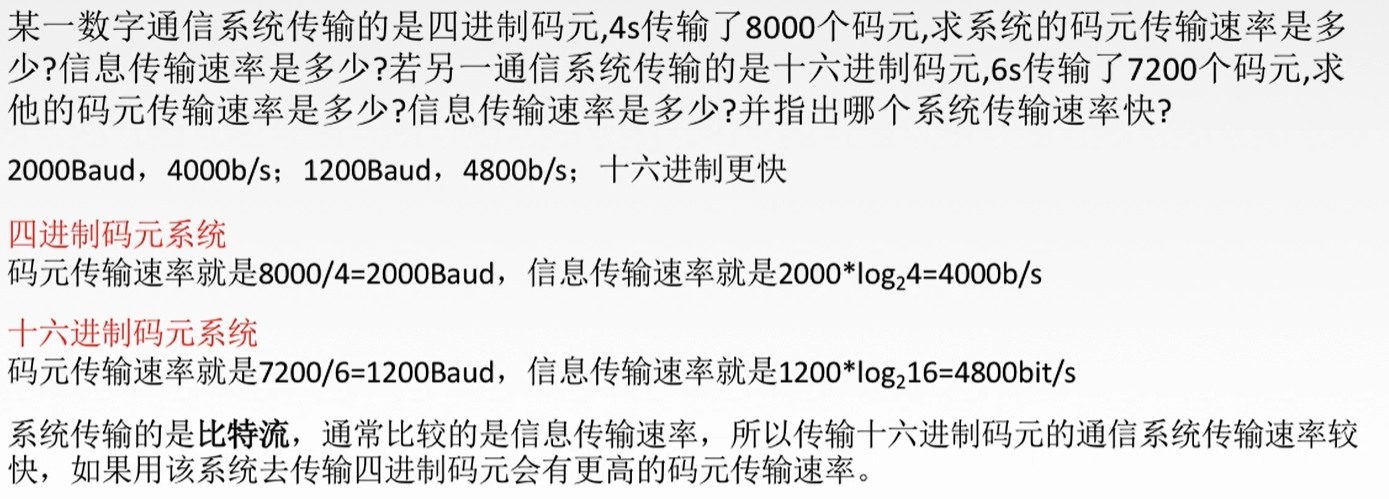 某一数字通信系统传输的是四进制码元,4s传输了8000个码元,求系统的码元传输速率是多
少?信息传输速率是多少?若另一通信系统传输的是十六进制码元,6s传输了7200个码元,求
他的码元传输速率是多少?信息传输速率是多少?并指出哪个系统传输速率快?
2000Baud，4000b/s；1200Baud，4800b/s；十六进制更快
四进制码元系统
码元传输速率就是8000/4=2000Baud，信息传输速率就是2000*log₂4=4000b/s
十六进制码元系统
码元传输速率就是7200/6=1200Baud，信息传输速率就是1200*log₂16=4800bit/s
系统传输的是比特流，通常比较的是信息传输速率，所以传输十六进制码元的通信系统传输速率较
快，如果用该系统去传输四进制码元会有更高的码元传输速率。